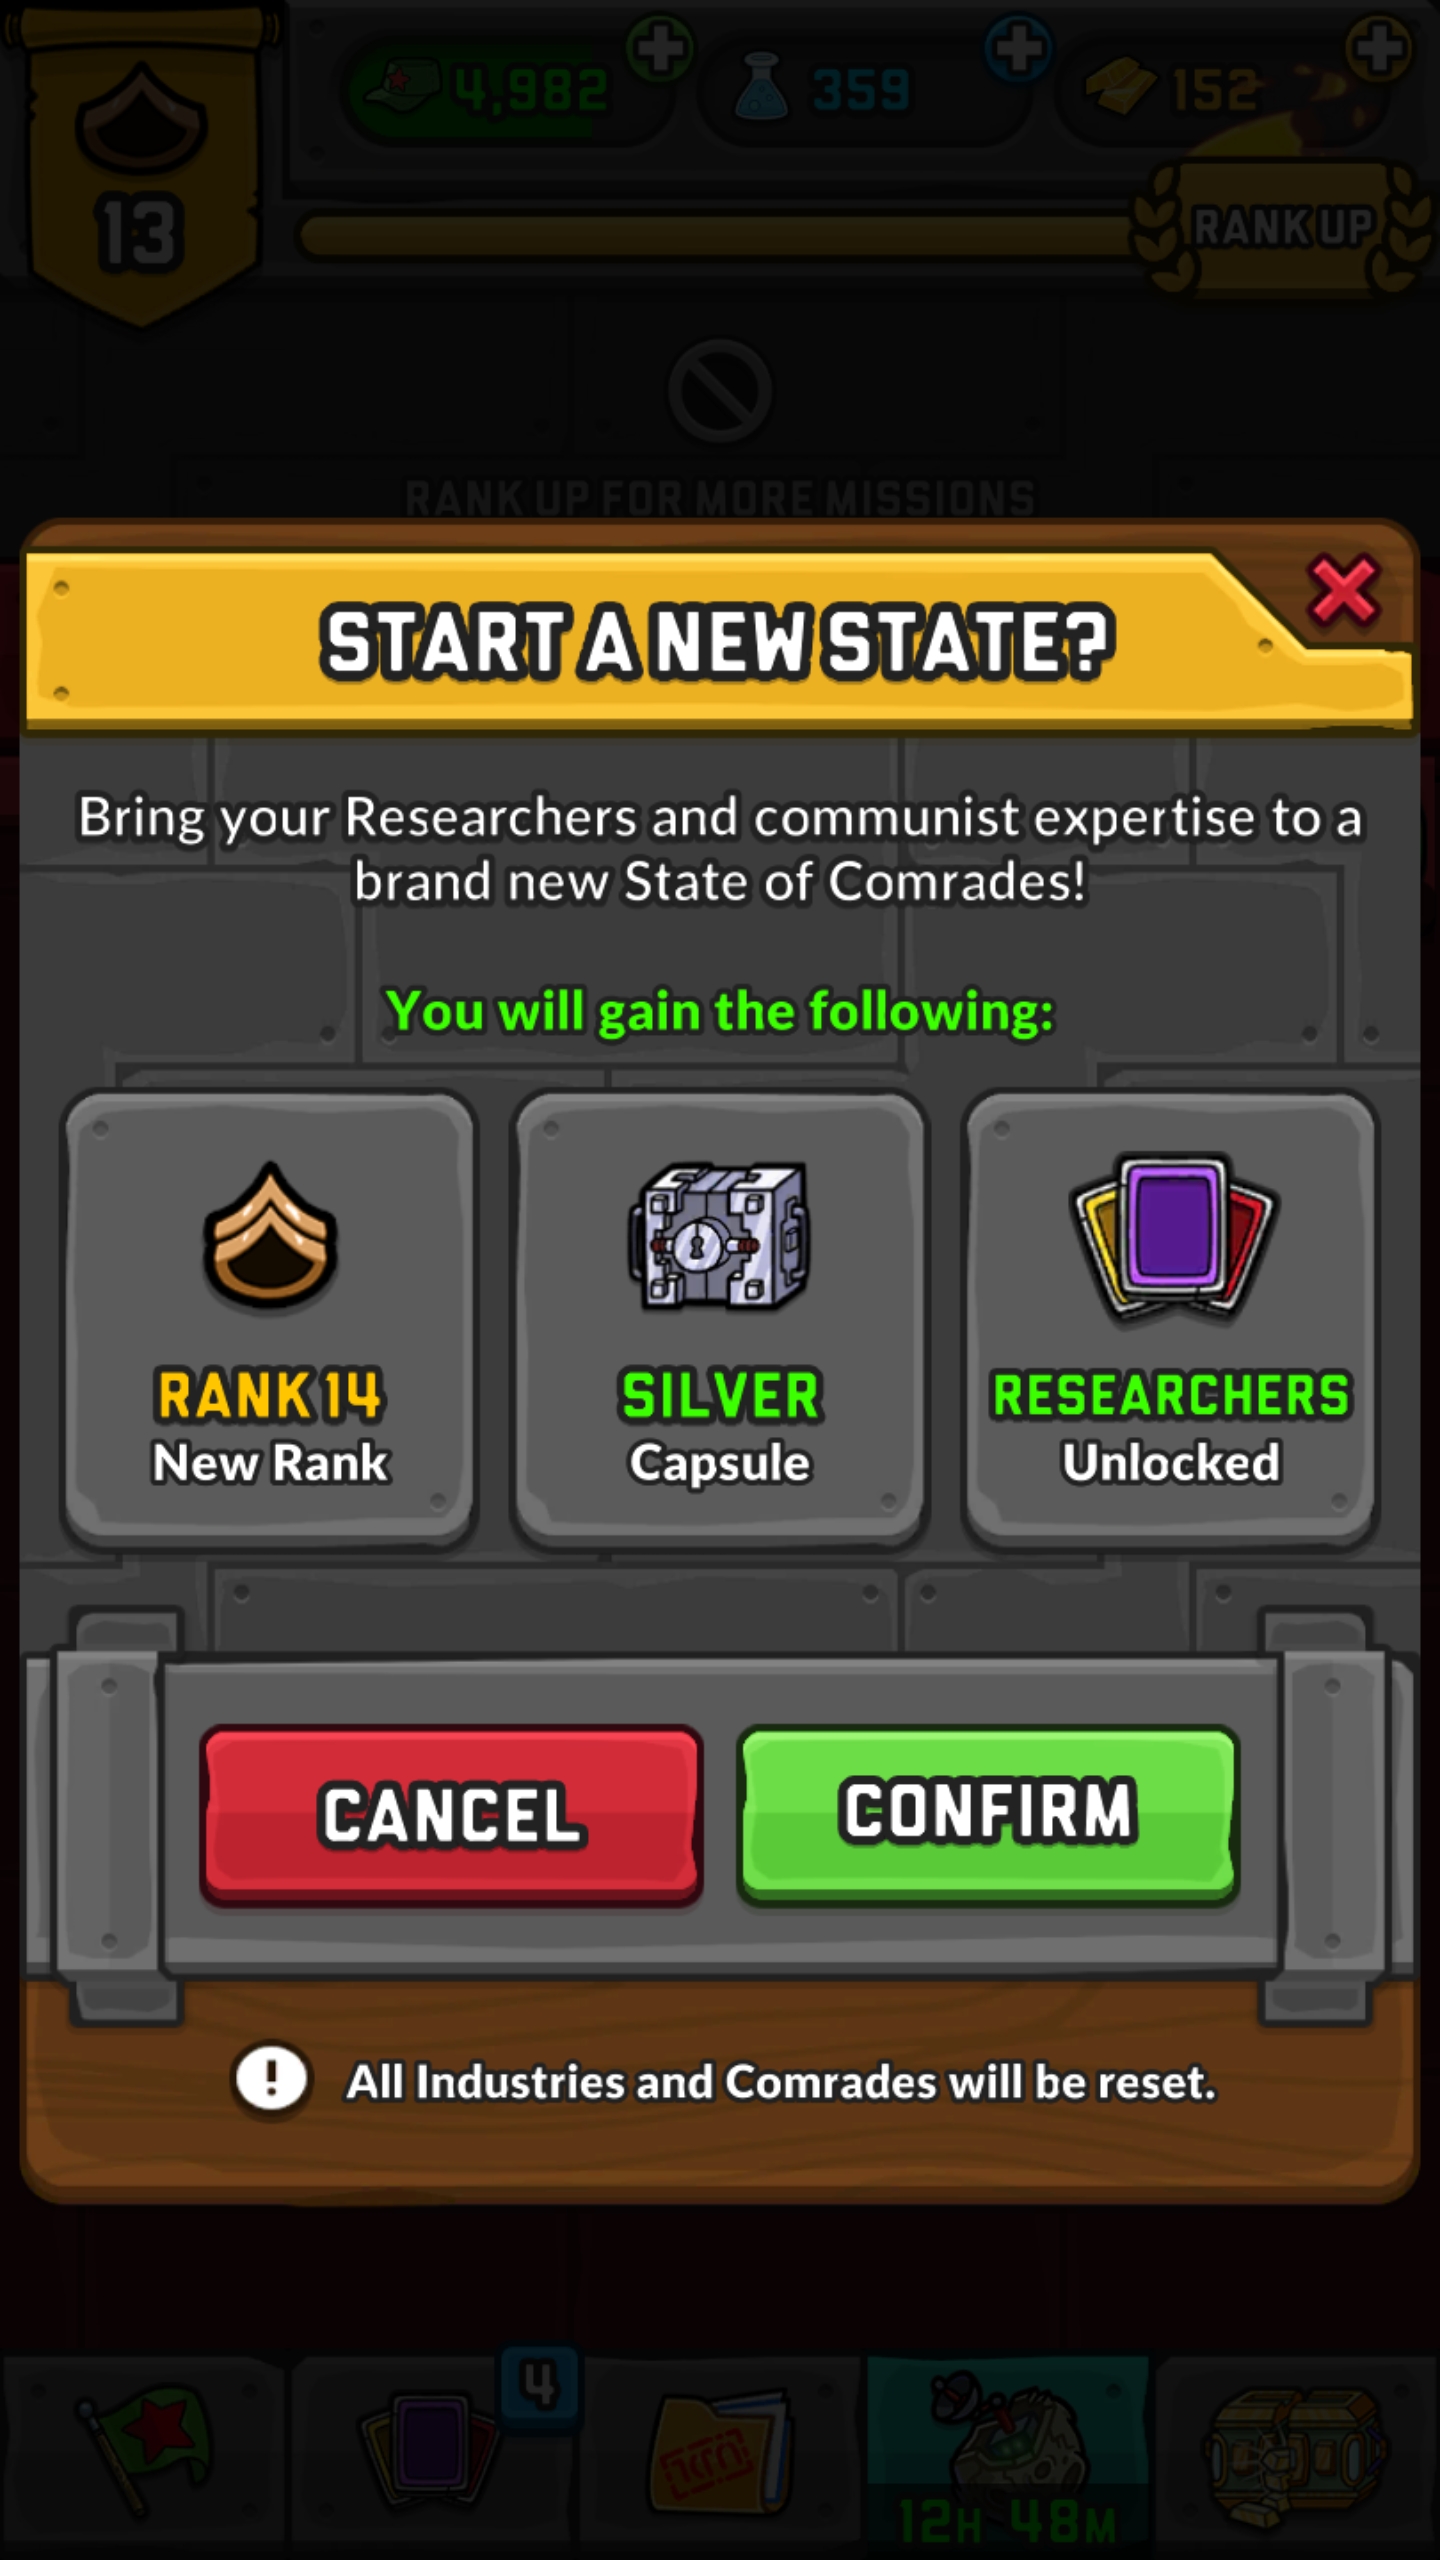 4,982
359
152
13
RANK UP
RANK UP FOR MORE MISSIONS
START A NEW STATE?
Bring your Researchers and communist expertise to a
brand new State of Comrades!
You will gain the following:
RANK 14
New Rank
SILVER
Capsule
RESEARCHERS
Unlocked
CANCEL
CONFIRM
! All Industries and Comrades will be reset.
4
12H 48M